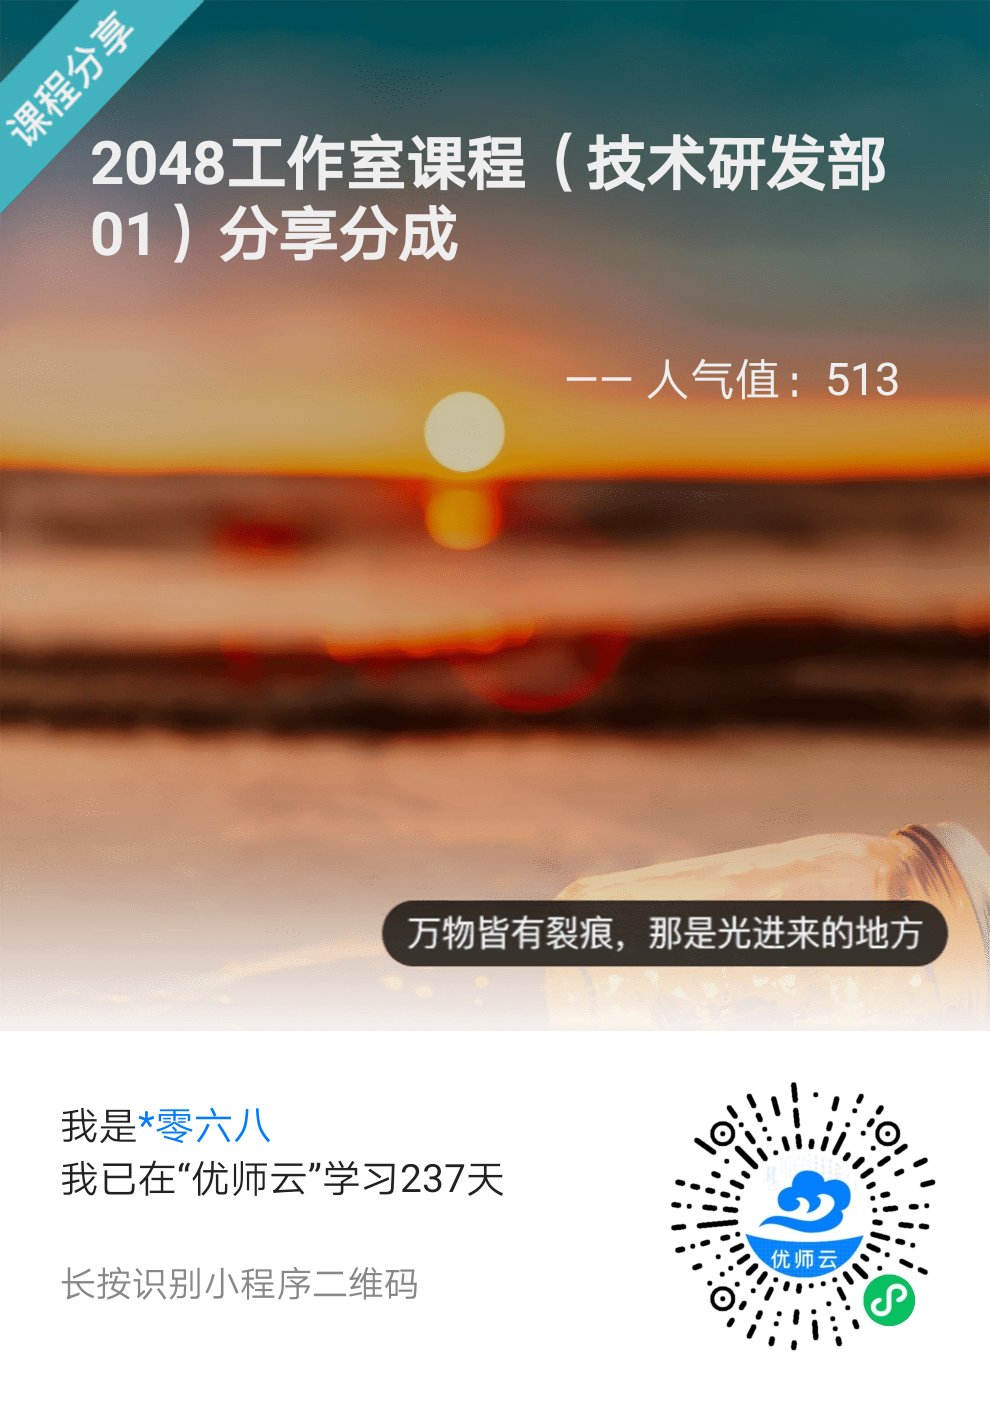 课程分享
2048工作室课程（技术研发部
01）分享分成
—— 人气值：513
万物皆有裂痕，那是光进来的地方
我是*零六八
我已在“优师云”学习237天
长按识别小程序二维码
优师云